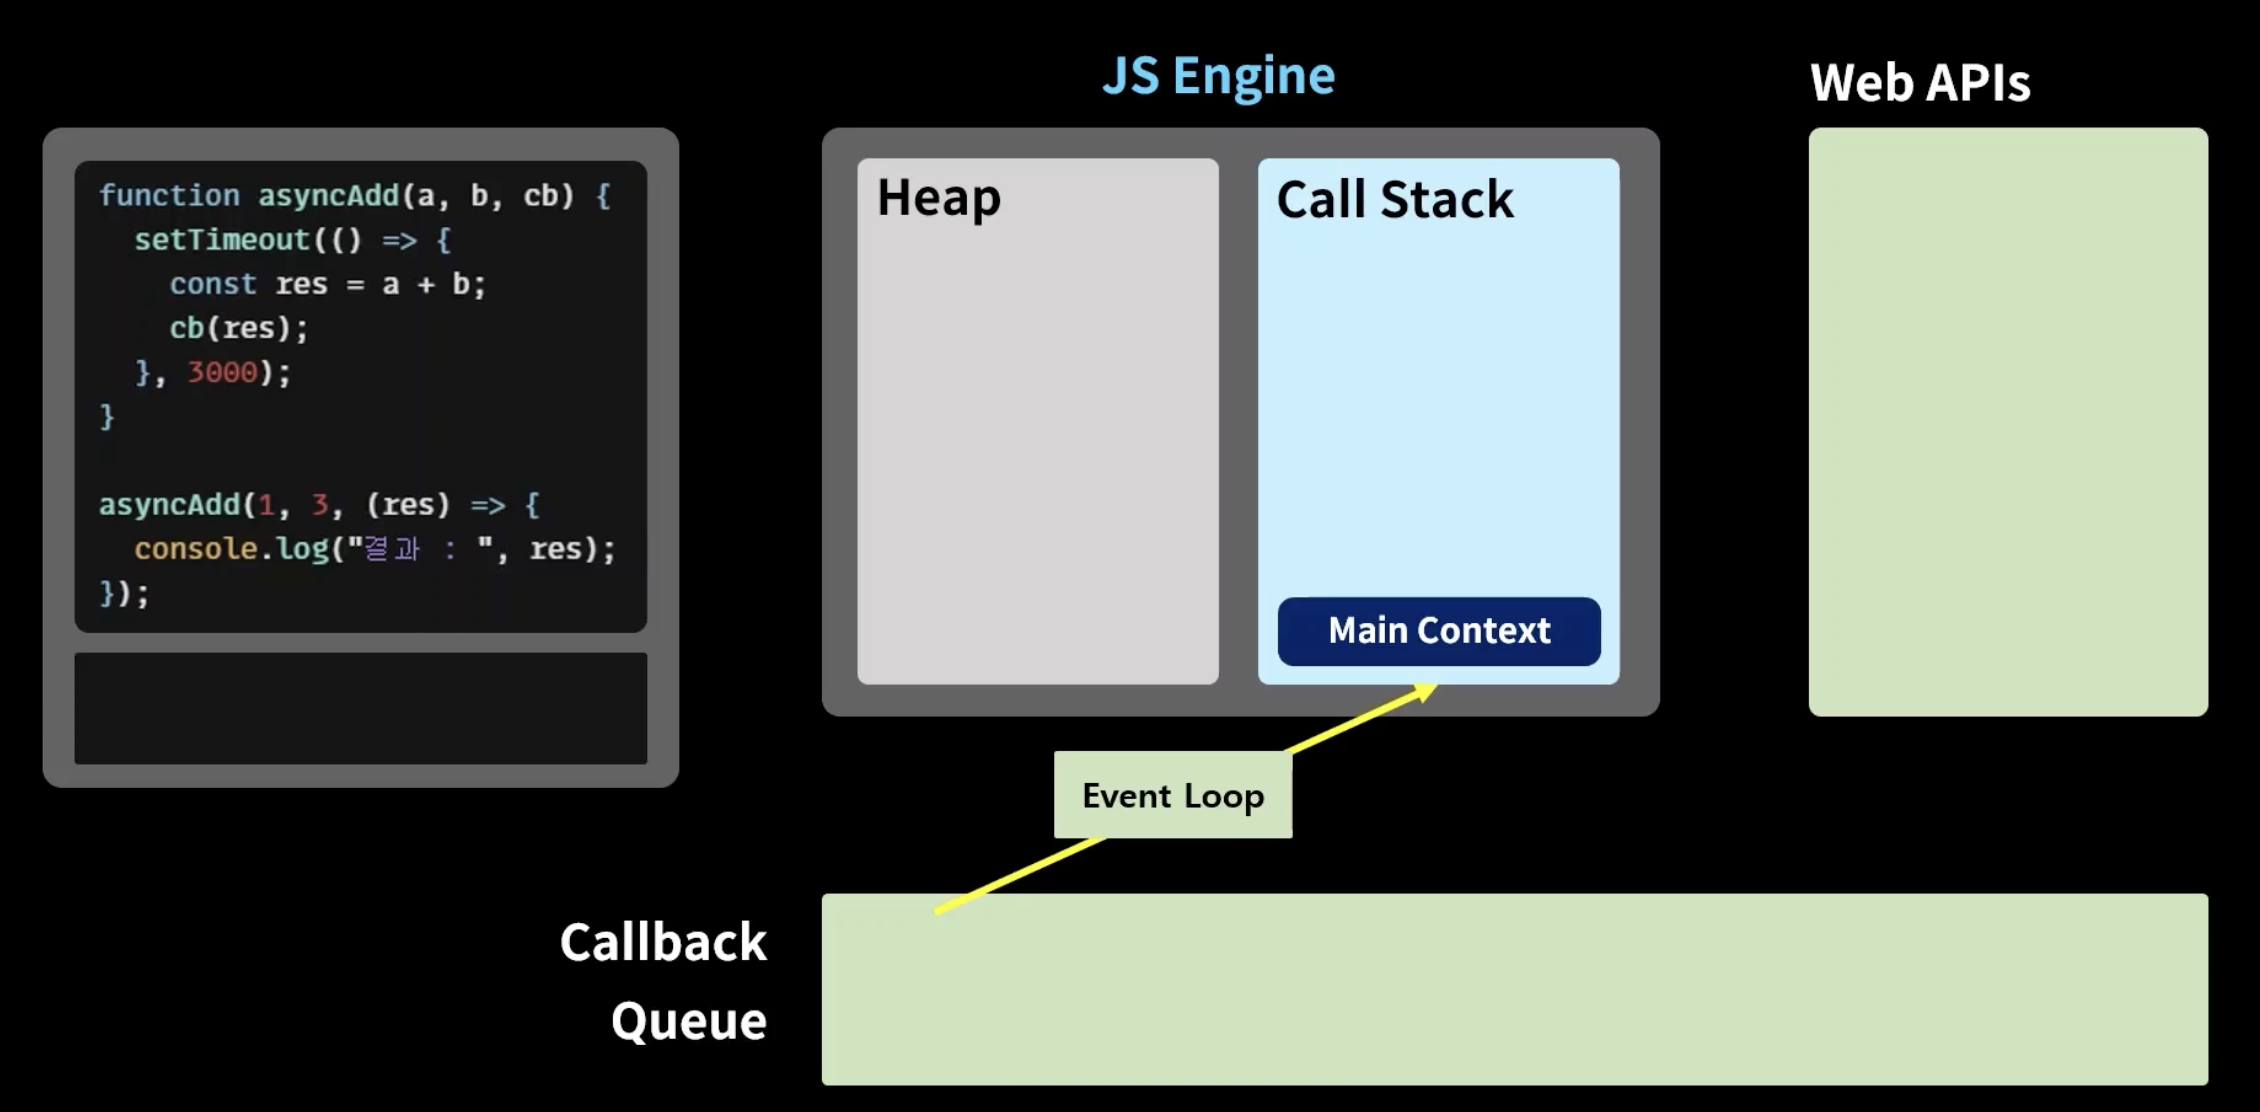 JS Engine
Web APIs
function asyncAdd(a, b, cb) {
  setTimeout(() => {
    const res = a + b;
    cb(res);
  }, 3000);
}
asyncAdd(1, 3, (res) => {
  console.log("결과 : ", res);
});
Heap
Call Stack
Main Context
Event Loop
Callback
Queue